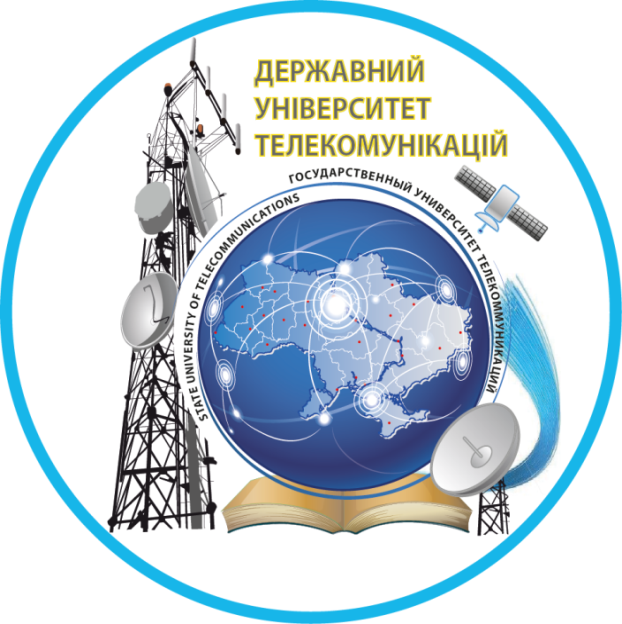 ДЕРЖАВНИЙ
УНІВЕРСИТЕТ
ТЕЛЕКОМУНІКАЦІЙ
ГОСУДАРСТВЕННЫЙ УНИВЕРСИТЕТ ТЕЛЕКОММУНИКАЦИЙ
STATE UNIVERSITY OF TELECOMMUNICATIONS